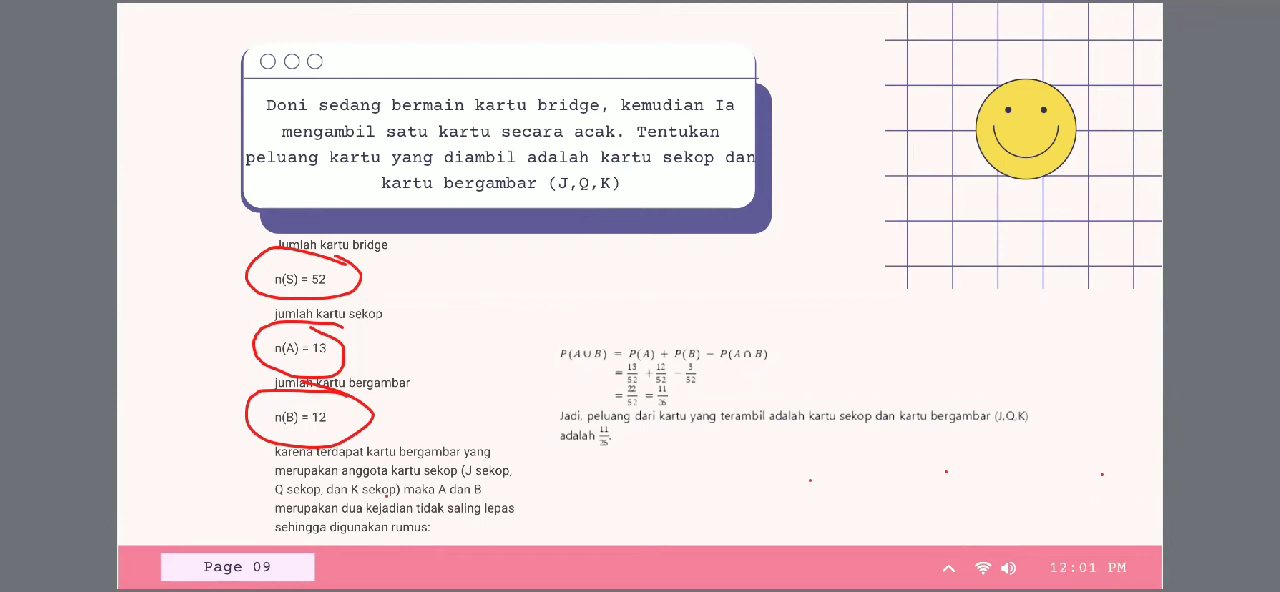 Doni sedang bermain kartu bridge, kemudian Ia
mengambil satu kartu secara acak. Tentukan
peluang kartu yang diambil adalah kartu sekop dan
kartu bergambar (J,Q,K)
Jumlah kartu bridge
n(S) = 52
jumlah kartu sekop
n(A) = 13
jumlah kartu bergambar
n(B) = 12
karena terdapat kartu bergambar yang
merupakan anggota kartu sekop (J sekop,
Q sekop, dan K sekop) maka A dan B
merupakan dua kejadian tidak saling lepas
sehingga digunakan rumus:
P(A∪B) = P(A) + P(B) − P(A∩B)
= 13/52 + 12/52 − 3/52
= 22/52 = 11/26
Jadi, peluang dari kartu yang terambil adalah kartu sekop dan kartu bergambar (J,Q,K)
adalah 11/26.
Page 09
12:01 PM